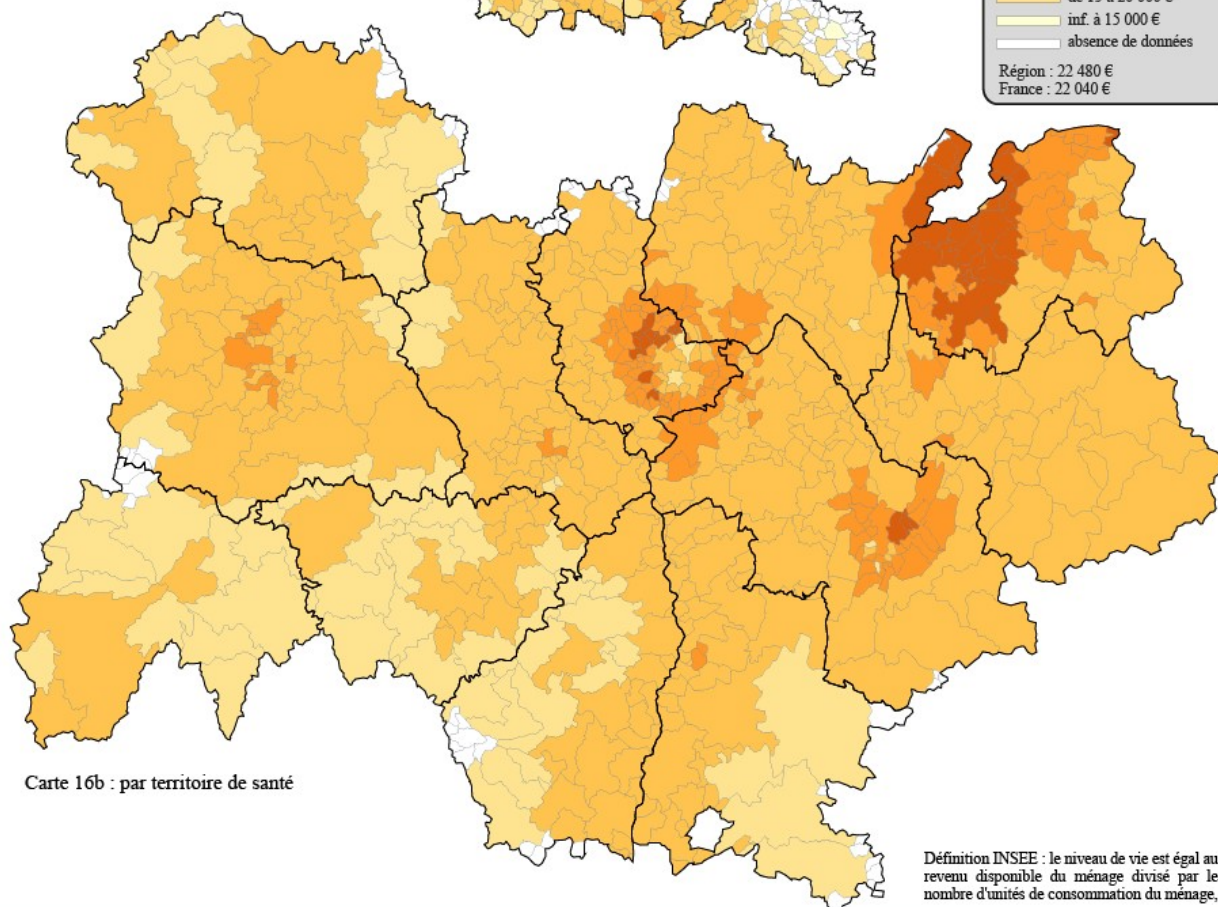 inf. à 15 000 €
absence de données
Région : 22 480 €
France : 22 040 €
Carte 16b : par territoire de santé
Définition INSEE : le niveau de vie est égal au
revenu disponible du ménage divisé par le
nombre d'unités de consommation du ménage,